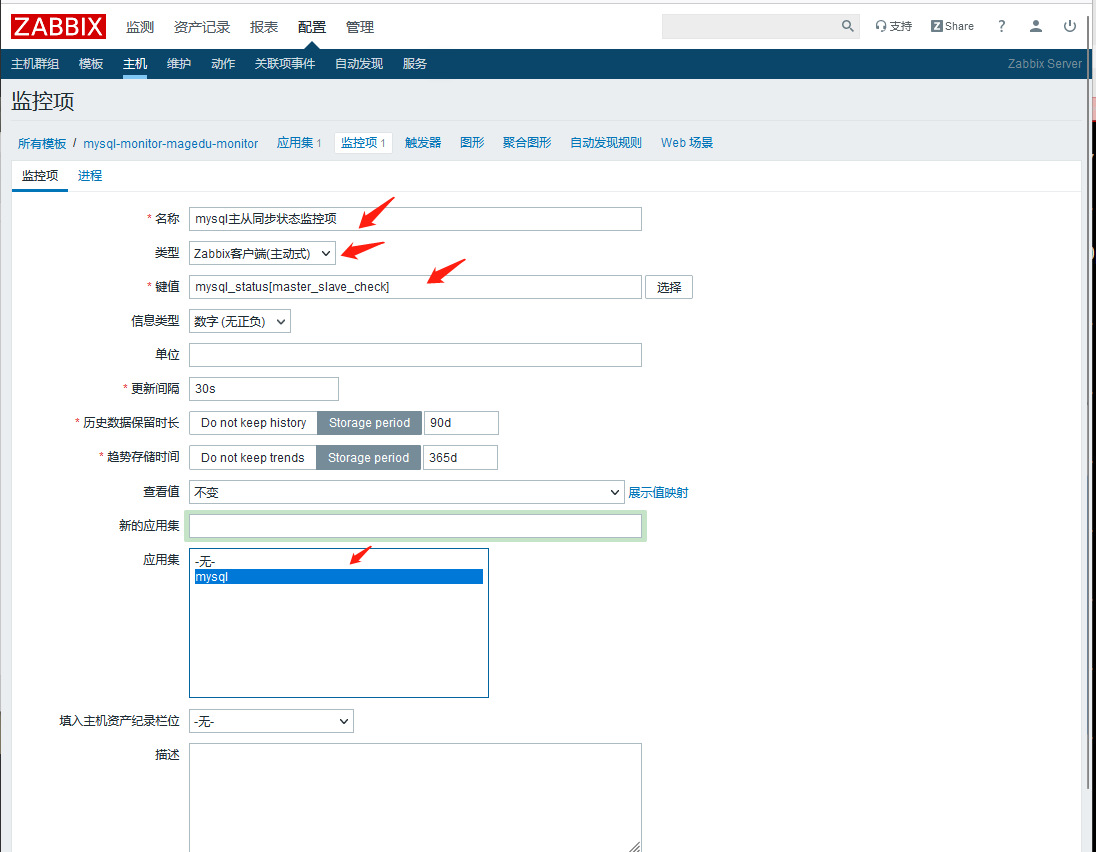 ZABBIX 监测 资产记录 报表 配置 管理 支持 Z Share ?
主机群组 模板 主机 维护 动作 关联项事件 自动发现 服务 Zabbix Server
监控项
所有模板 / mysql-monitor-magedu-monitor 应用集 1 监控项 1 触发器 图形 聚合图形 自动发现规则 Web 场景
监控项 进程
* 名称 mysql主从同步状态监控项
类型 Zabbix客户端(主动式)
* 键值 mysql_status[master_slave_check] 选择
信息类型 数字 (无正负)
单位
* 更新间隔 30s
* 历史数据保留时长 Do not keep history Storage period 90d
* 趋势存储时间 Do not keep trends Storage period 365d
查看值 不变 展示值映射
新的应用集
应用集 -无-
mysql
填入主机资产纪录栏位 -无-
描述